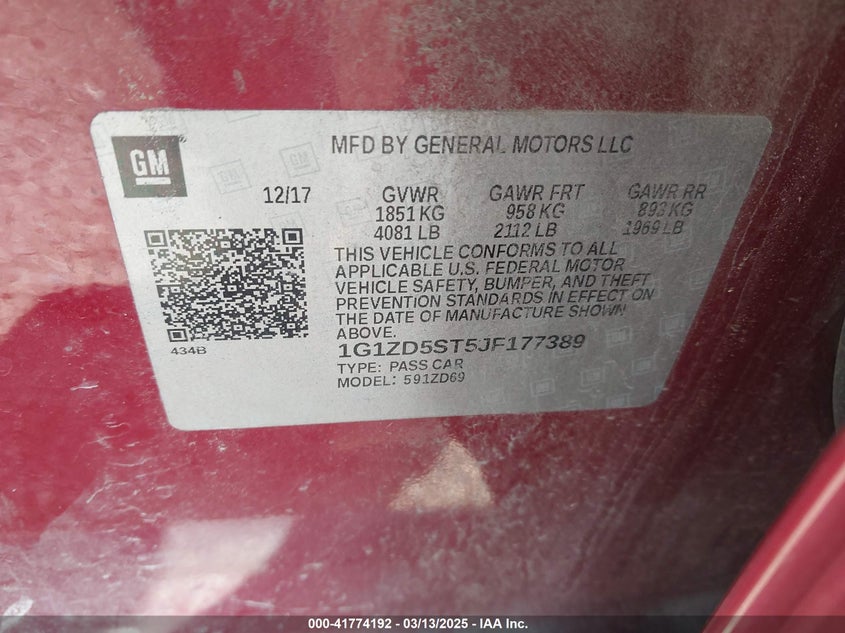 GM
MFD BY GENERAL MOTORS LLC
12/17 GVWR GAWR FRT GAWR RR
1851 KG 958 KG 893 KG
4081 LB 2112 LB 1969 LB
THIS VEHICLE CONFORMS TO ALL
APPLICABLE U.S. FEDERAL MOTOR
VEHICLE SAFETY, BUMPER, AND THEFT
PREVENTION STANDARDS IN EFFECT ON
THE DATE OF MANUFACTURE SHOWN
ABOVE.
434B
1G1ZD5ST5JF177389
TYPE: PASS CAR
MODEL: 591ZD69
000-41774192 - 03/13/2025 - IAA Inc.